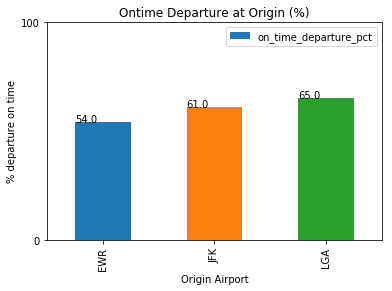 Ontime Departure at Origin (%)
100
on_time_departure_pct
54.0
61.0
65.0
% departure on time
0
EWR
JFK
LGA
Origin Airport